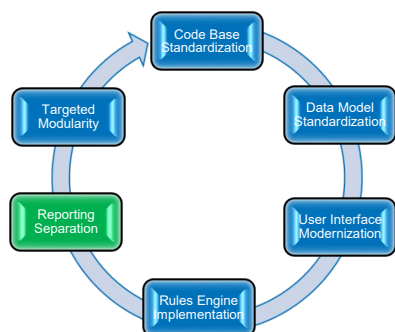 Code Base
Standardization
Data Model
Standardization
User Interface
Modernization
Rules Engine
Implementation
Reporting
Separation
Targeted
Modularity